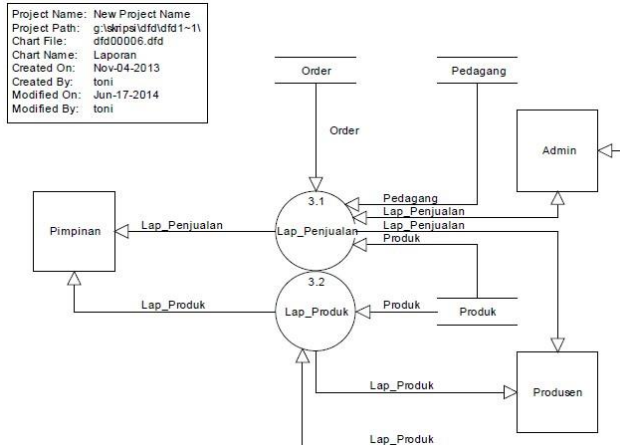 Project Name: New Project Name
Project Path: g:\skripsi\dfd\dfd1~1\
Chart File: dfd00006.dfd
Chart Name: Laporan
Created On: Nov-04-2013
Created By: toni
Modified On: Jun-17-2014
Modified By: toni
Order
Pedagang
Order
Admin
3.1
Pedagang
Lap_Penjualan
Pimpinan
Lap_Penjualan
Lap_Penjualan
Lap_Penjualan
Produk
3.2
Lap_Produk
Lap_Produk
Produk
Produk
Lap_Produk
Produsen
Lap_Produk